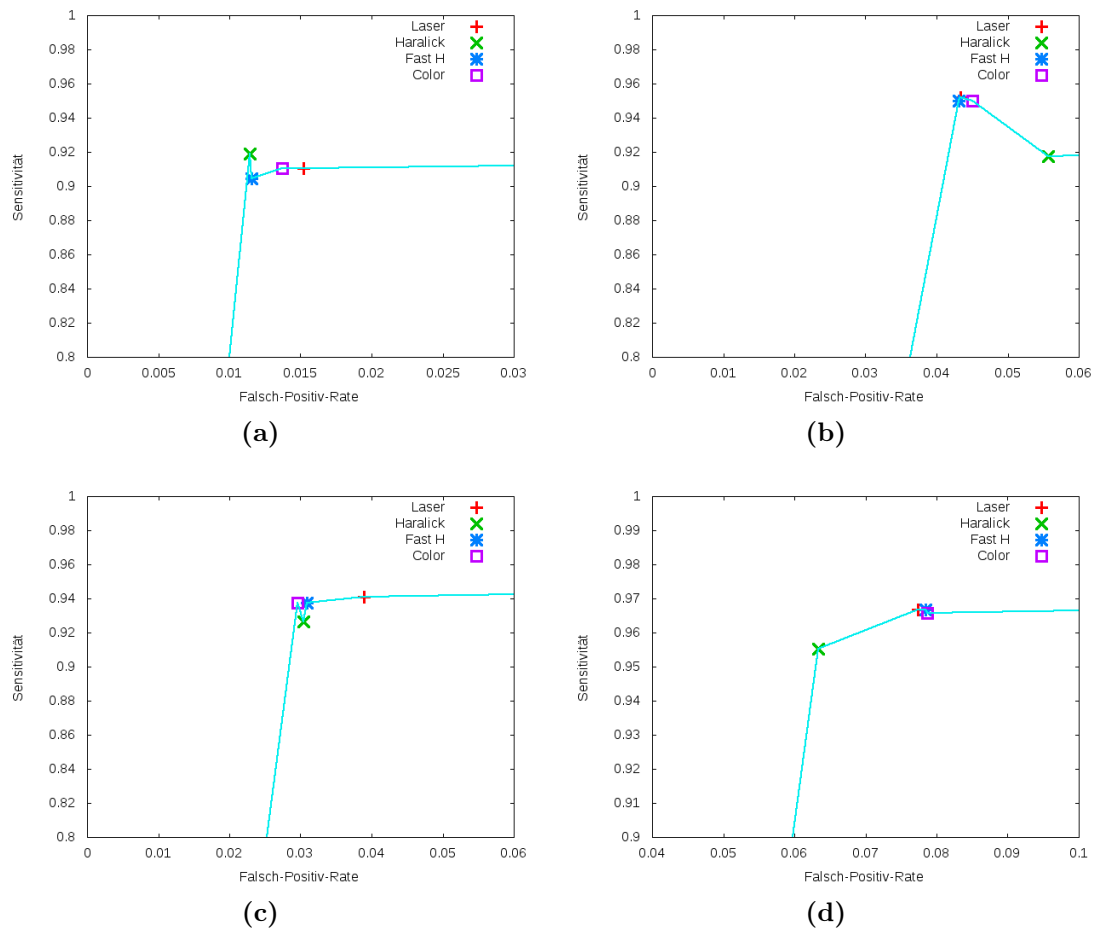 1
0.98
0.96
0.94
0.92
0.9
0.88
0.86
0.84
0.82
0.8
Sensitivität
0 0.005 0.01 0.015 0.02 0.025 0.03
Falsch-Positiv-Rate
Laser
Haralick
Fast H
Color
(a)
1
0.98
0.96
0.94
0.92
0.9
0.88
0.86
0.84
0.82
0.8
Sensitivität
0 0.01 0.02 0.03 0.04 0.05 0.06
Falsch-Positiv-Rate
Laser
Haralick
Fast H
Color
(b)
1
0.98
0.96
0.94
0.92
0.9
0.88
0.86
0.84
0.82
0.8
Sensitivität
0 0.01 0.02 0.03 0.04 0.05 0.06
Falsch-Positiv-Rate
Laser
Haralick
Fast H
Color
(c)
1
0.99
0.98
0.97
0.96
0.95
0.94
0.93
0.92
0.91
0.9
Sensitivität
0.04 0.05 0.06 0.07 0.08 0.09 0.1
Falsch-Positiv-Rate
Laser
Haralick
Fast H
Color
(d)